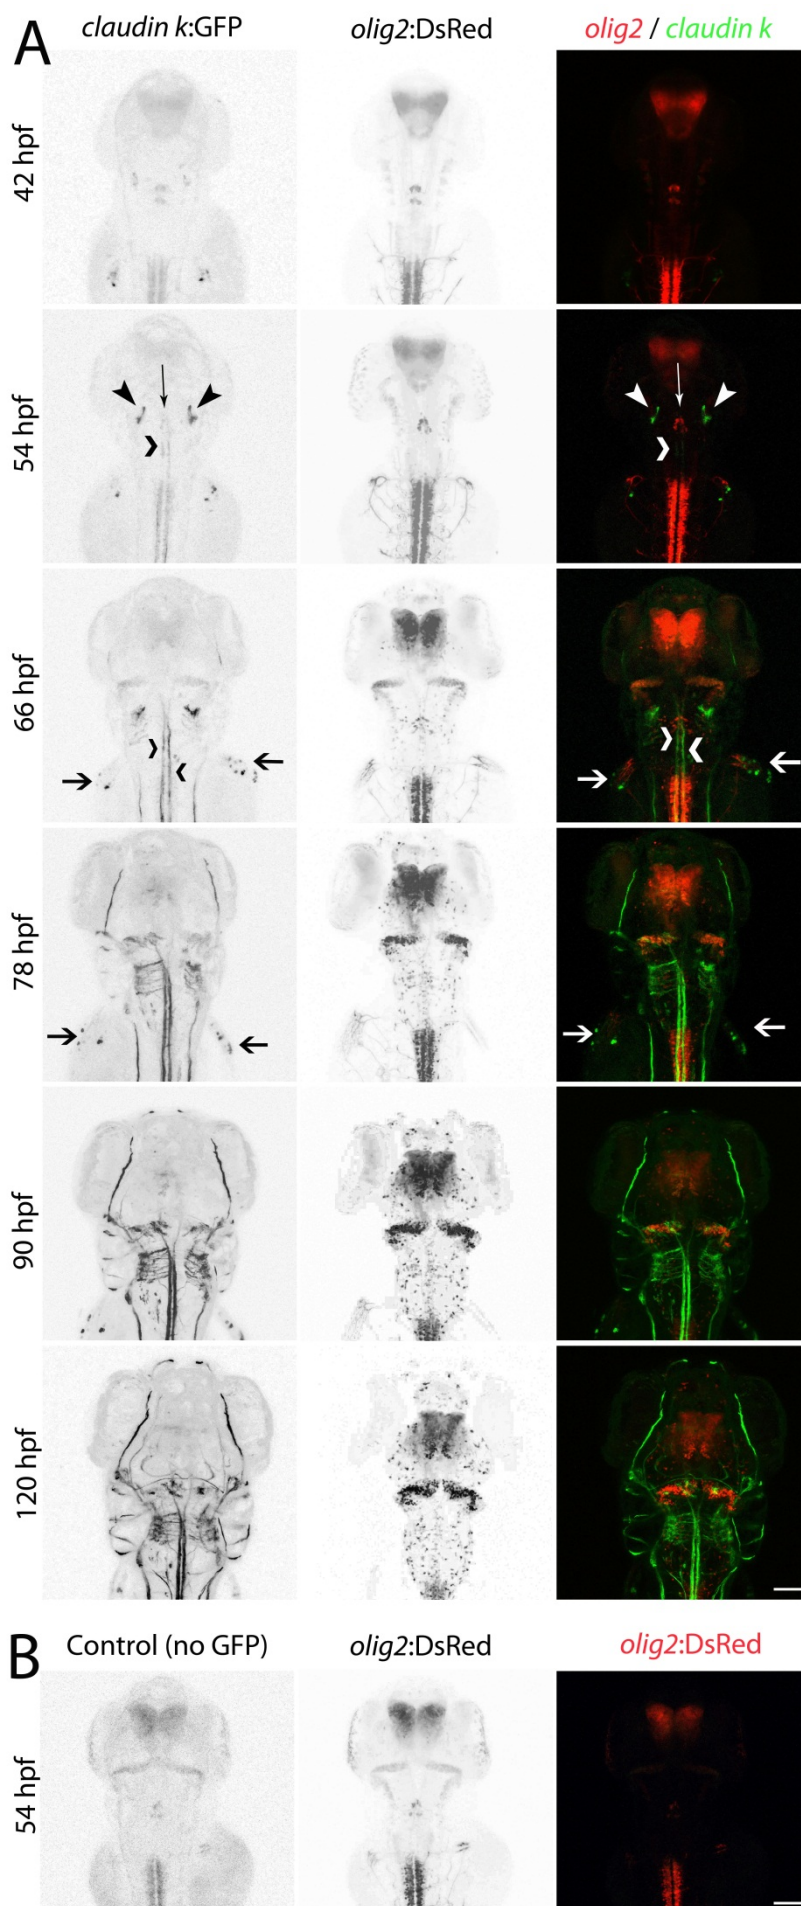 A
claudin k:GFP olig2:DsRed olig2 / claudin k
42 hpf
54 hpf
66 hpf
78 hpf
90 hpf
120 hpf
B
Control (no GFP) olig2:DsRed olig2:DsRed
54 hpf